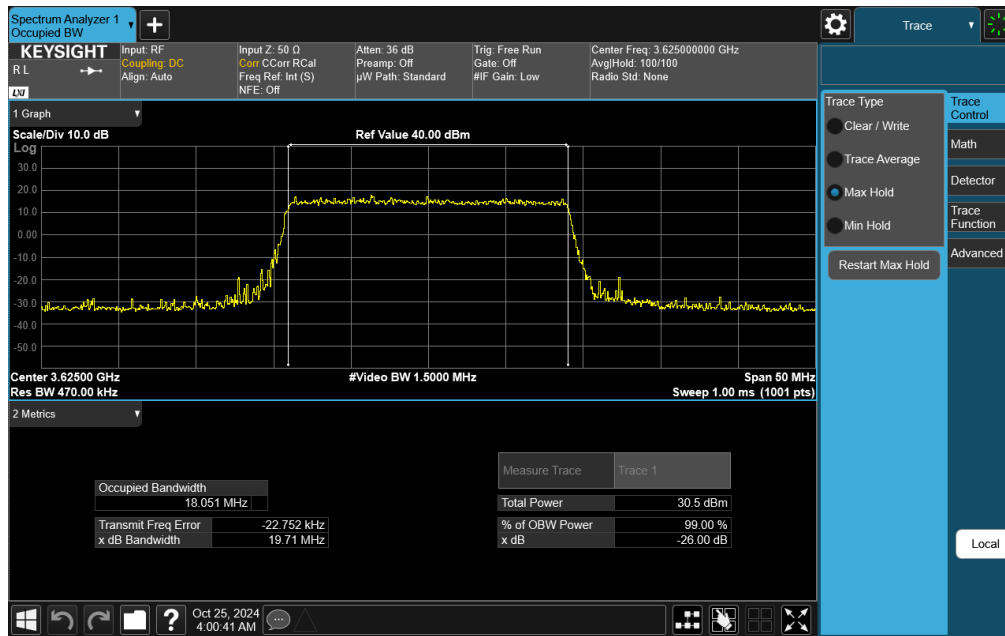 Spectrum Analyzer 1
Occupied BW
Trace
KEYSIGHT
R L
LXI
Input: RF
Coupling: DC
Align: Auto
Input Z: 50 Ω
Corr CCorr RCal
Freq Ref: Int (S)
NFE: Off
Atten: 36 dB
Preamp: Off
µW Path: Standard
Trig: Free Run
Gate: Off
#IF Gain: Low
Center Freq: 3.625000000 GHz
Avg|Hold: 100/100
Radio Std: None
1 Graph
Scale/Div 10.0 dB
Ref Value 40.00 dBm
Log
30.0
20.0
10.0
0.00
-10.0
-20.0
-30.0
-40.0
-50.0
Center 3.62500 GHz
#Video BW 1.5000 MHz
Span 50 MHz
Res BW 470.00 kHz
Sweep 1.00 ms (1001 pts)
2 Metrics
Measure Trace Trace 1
Occupied Bandwidth
18.051 MHz
Total Power 30.5 dBm
Transmit Freq Error -22.752 kHz
% of OBW Power 99.00 %
x dB Bandwidth 19.71 MHz
x dB -26.00 dB
Trace Type
Clear / Write
Trace Average
Max Hold
Min Hold
Restart Max Hold
Trace
Control
Math
Detector
Trace
Function
Advanced
Local
?
Oct 25, 2024
4:00:41 AM